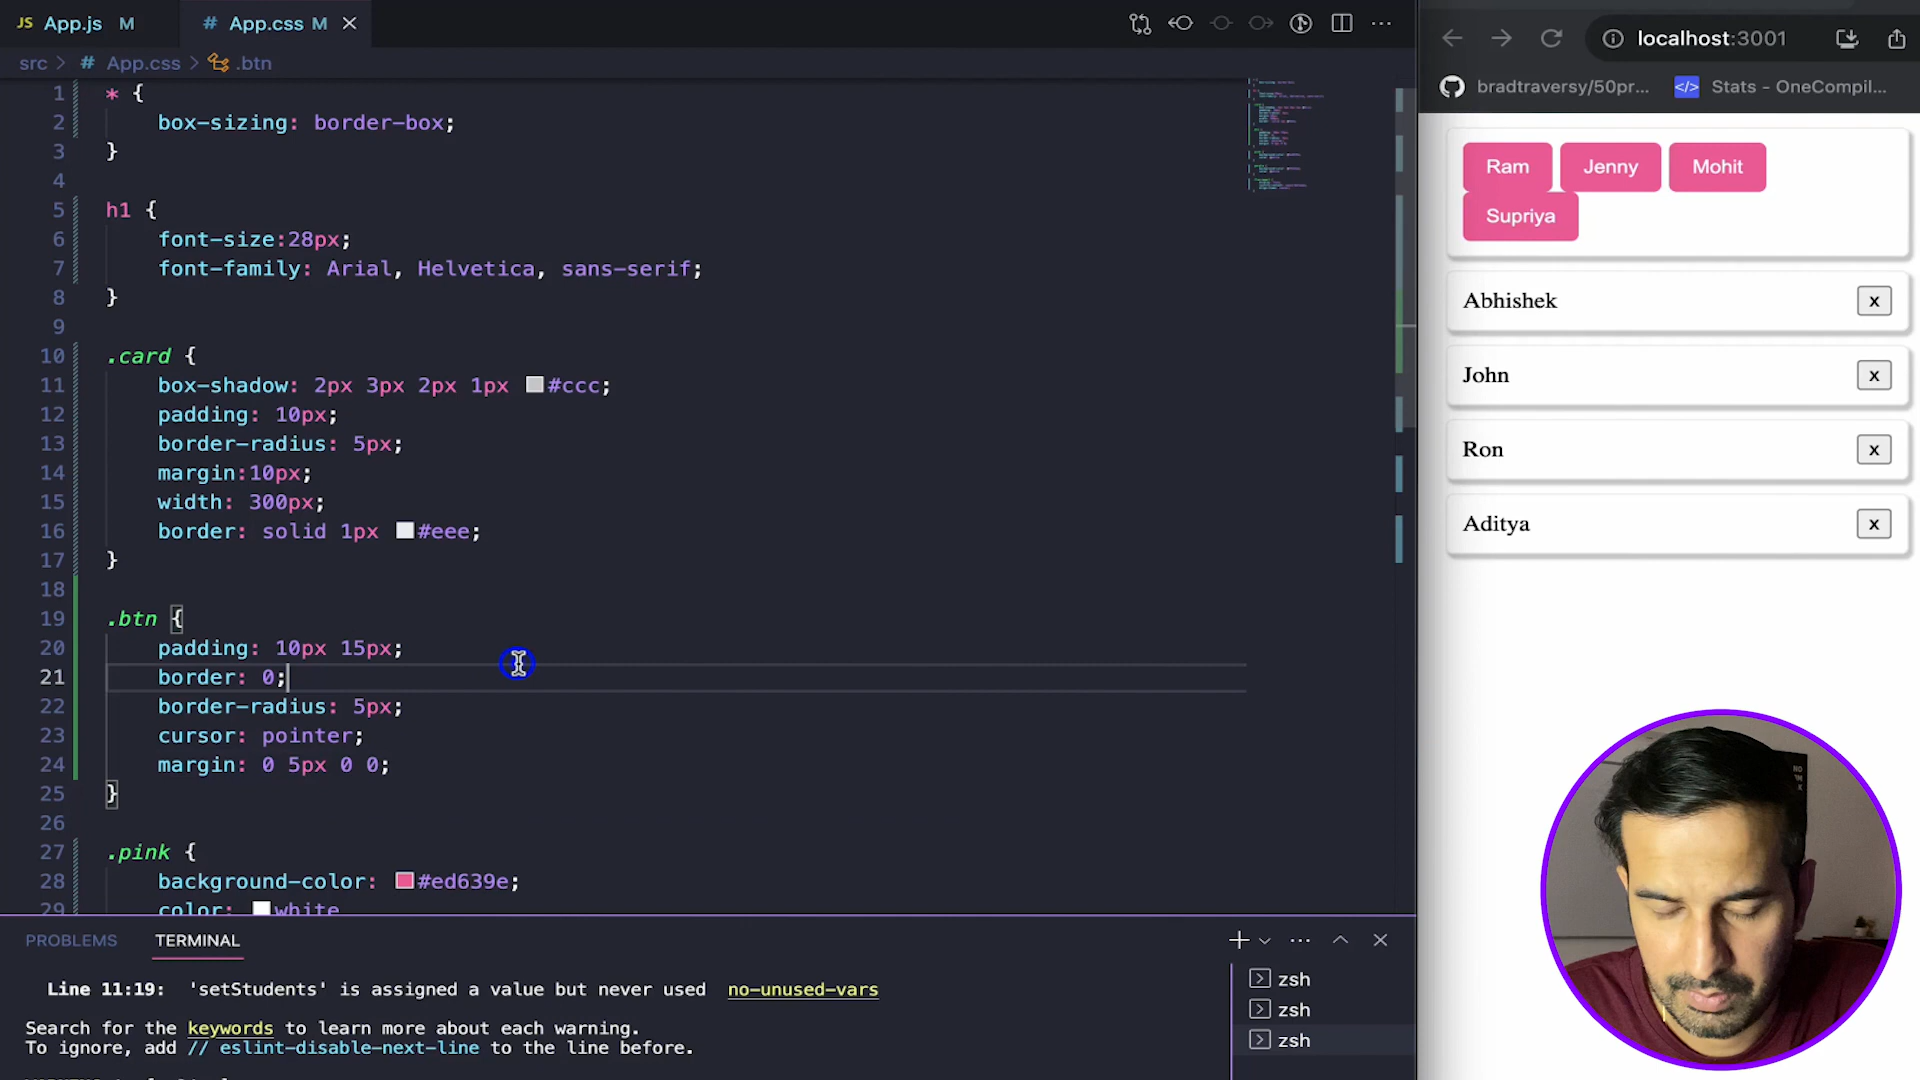 JS App.js M
# App.css M
src > # App.css > .btn
1 * {
2 box-sizing: border-box;
3 }
4
5 h1 {
6 font-size:28px;
7 font-family: Arial, Helvetica, sans-serif;
8 }
9
10 .card {
11 box-shadow: 2px 3px 2px 1px #ccc;
12 padding: 10px;
13 border-radius: 5px;
14 margin:10px;
15 width: 300px;
16 border: solid 1px #eee;
17 }
18
19 .btn {
20 padding: 10px 15px;
21 border: 0;
22 border-radius: 5px;
23 cursor: pointer;
24 margin: 0 5px 0 0;
25 }
26
27 .pink {
28 background-color: #ed639e;
29 color: white
PROBLEMS TERMINAL
Line 11:19: 'setStudents' is assigned a value but never used no-unused-vars
Search for the keywords to learn more about each warning.
To ignore, add // eslint-disable-next-line to the line before.
zsh
zsh
zsh
localhost:3001
bradtraversy/50pr... </> Stats - OneCompil...
Ram Jenny Mohit
Supriya
Abhishek x
John x
Ron x
Aditya x